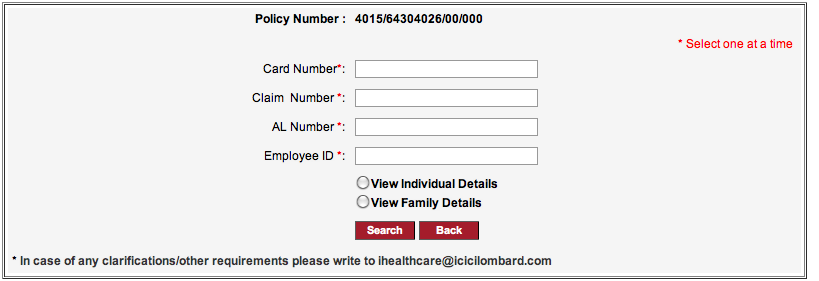 Policy Number : 4015/64304026/00/000
* Select one at a time
Card Number*:
Claim Number *:
AL Number *:
Employee ID *:
View Individual Details
View Family Details
Search Back
* In case of any clarifications/other requirements please write to ihealthcare@icicilombard.com